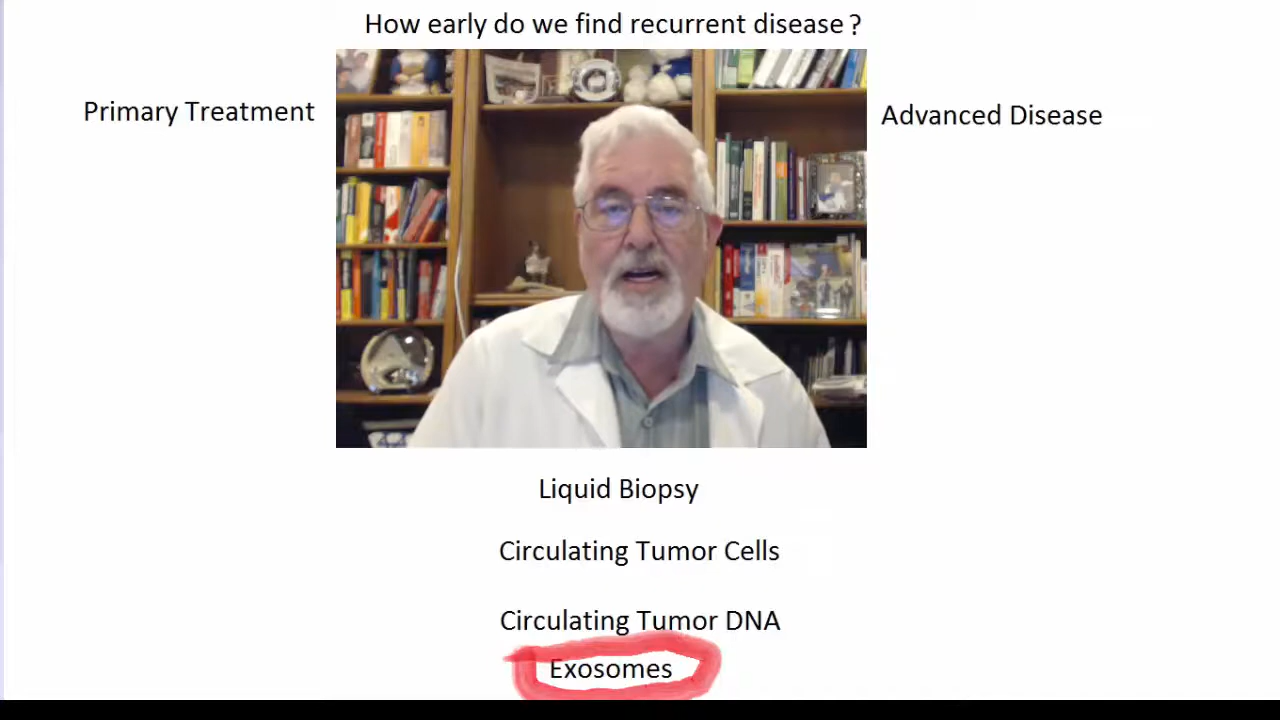 How early do we find recurrent disease?
Primary Treatment
Advanced Disease
Liquid Biopsy
Circulating Tumor Cells
Circulating Tumor DNA
Exosomes